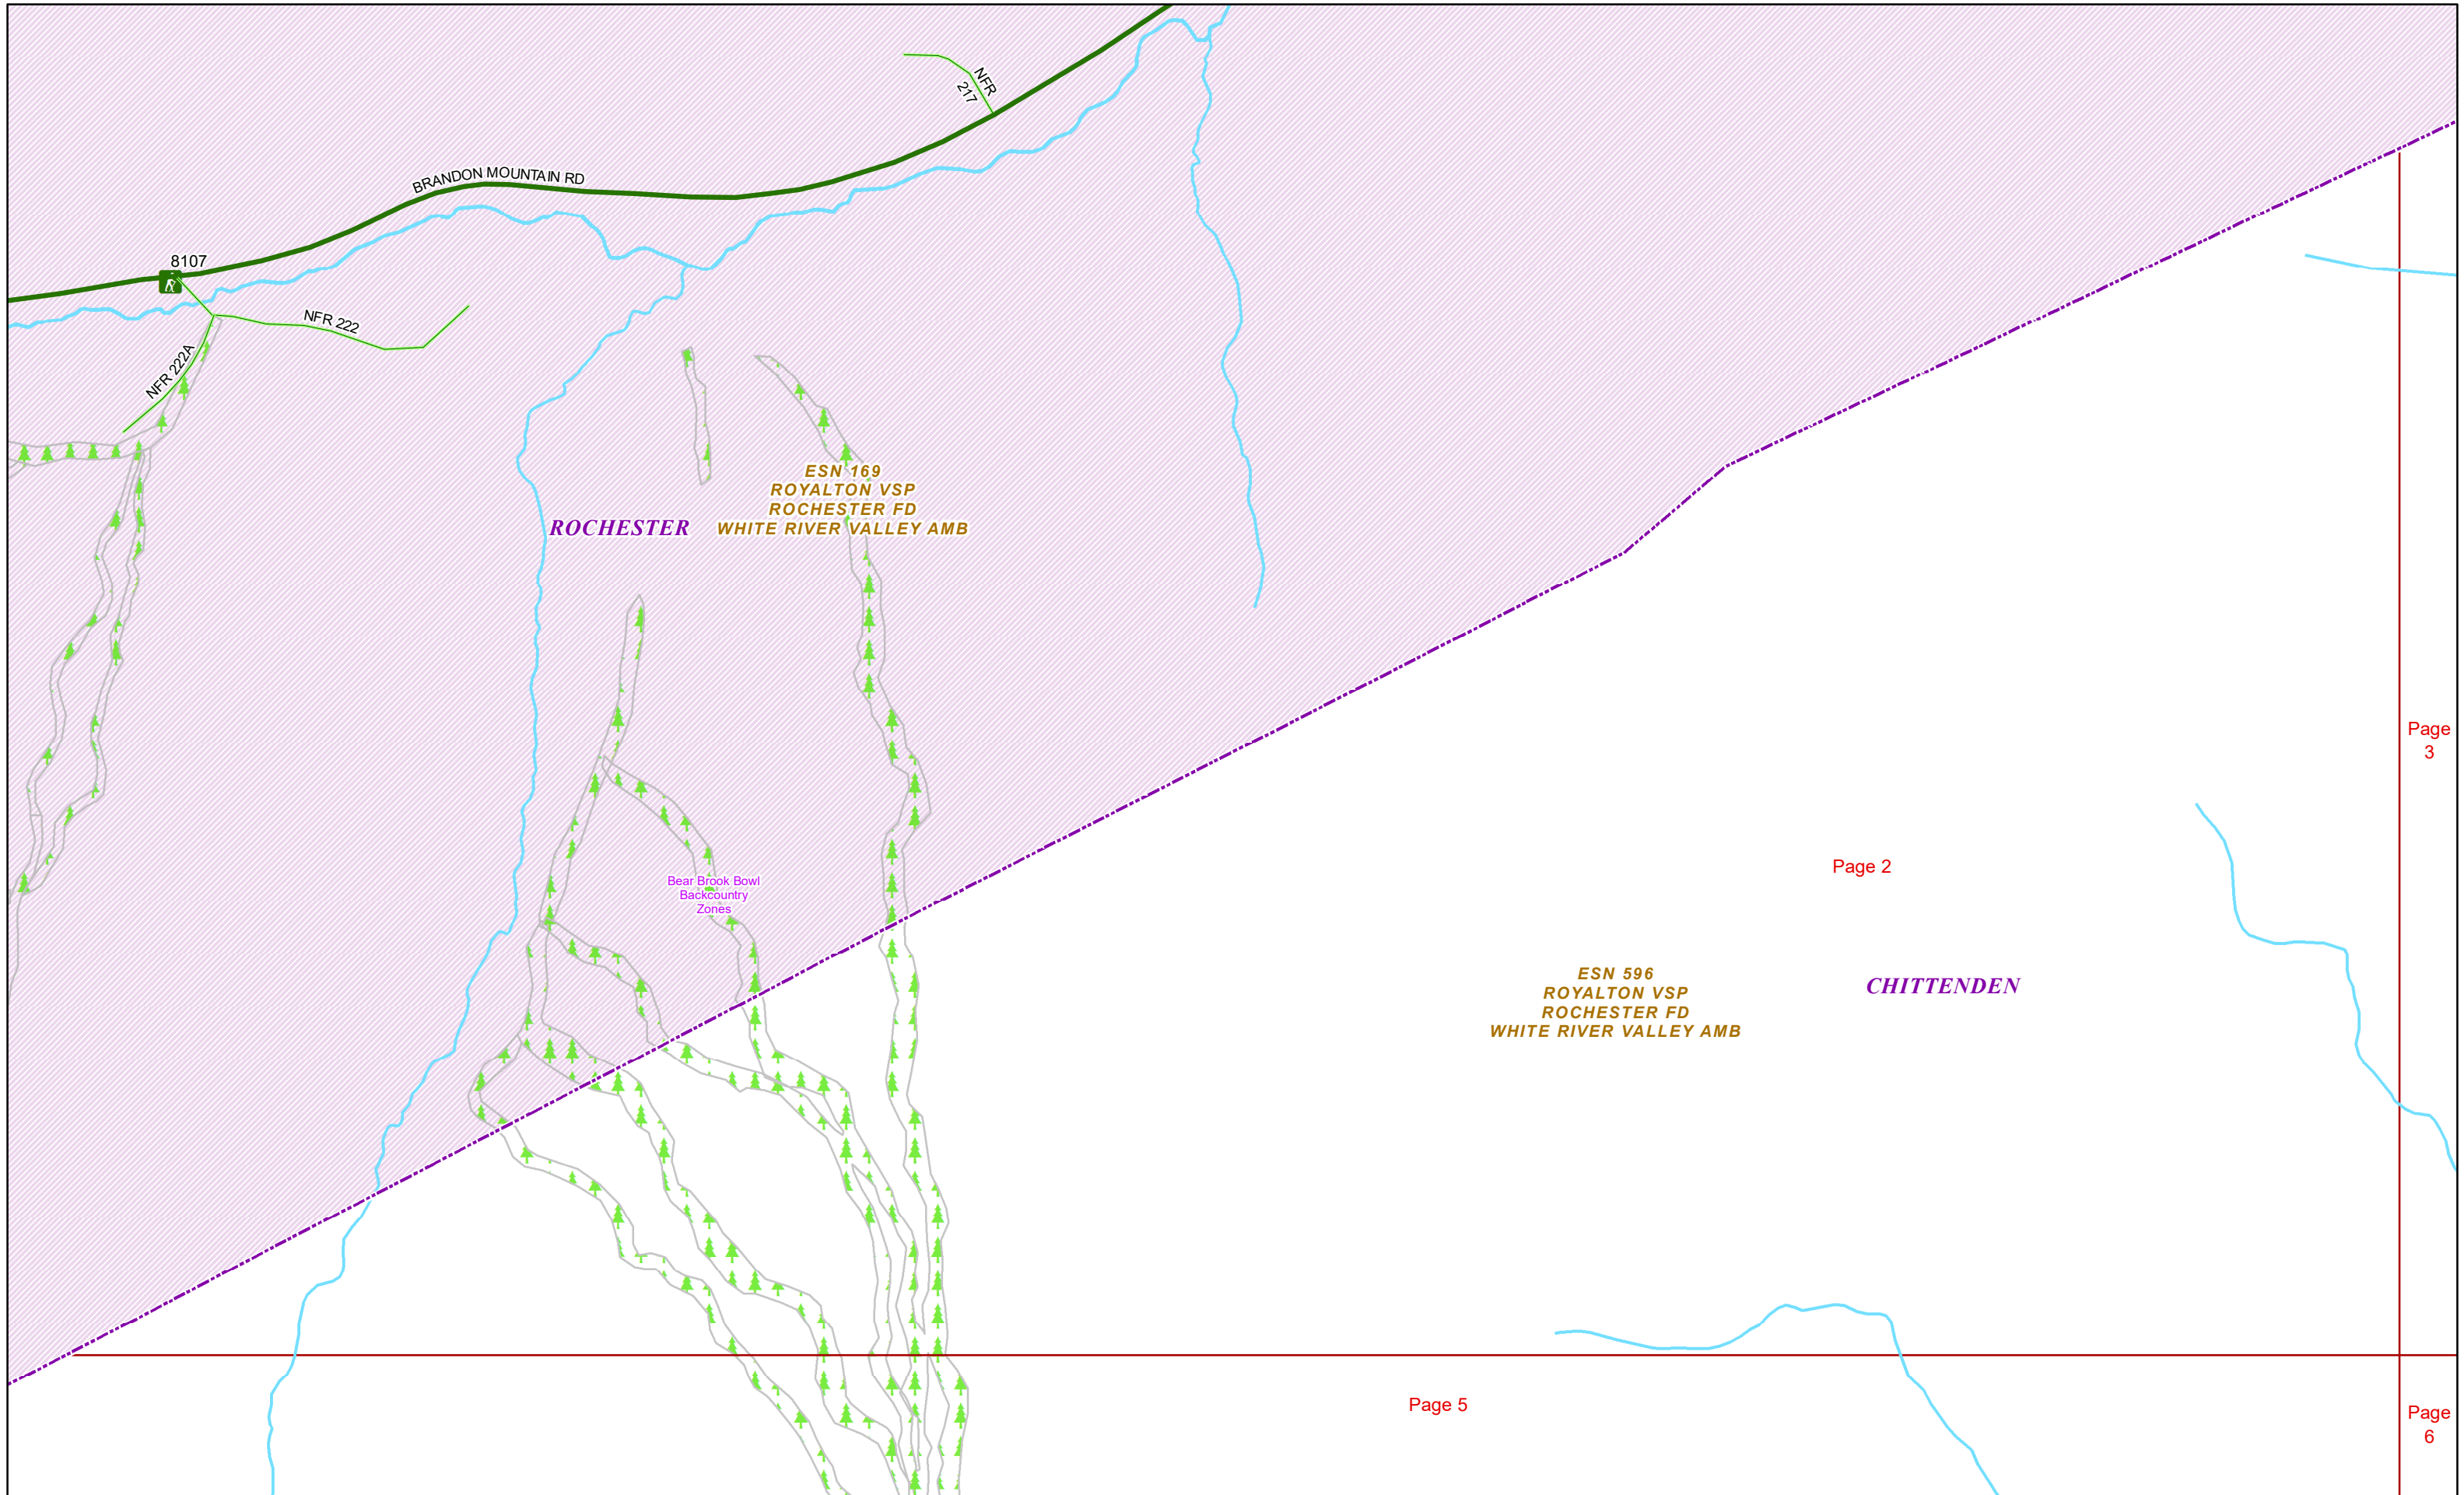 NFR
217
BRANDON MOUNTAIN RD
8107
NFR 222
NFR 222A
ESN 169
ROYALTON VSP
ROCHESTER FD
WHITE RIVER VALLEY AMB
ROCHESTER
Page
3
Page 2
Bear Brook Bowl
Backcountry
Zones
ESN 596
ROYALTON VSP
ROCHESTER FD
WHITE RIVER VALLEY AMB
CHITTENDEN
Page 5
Page
6